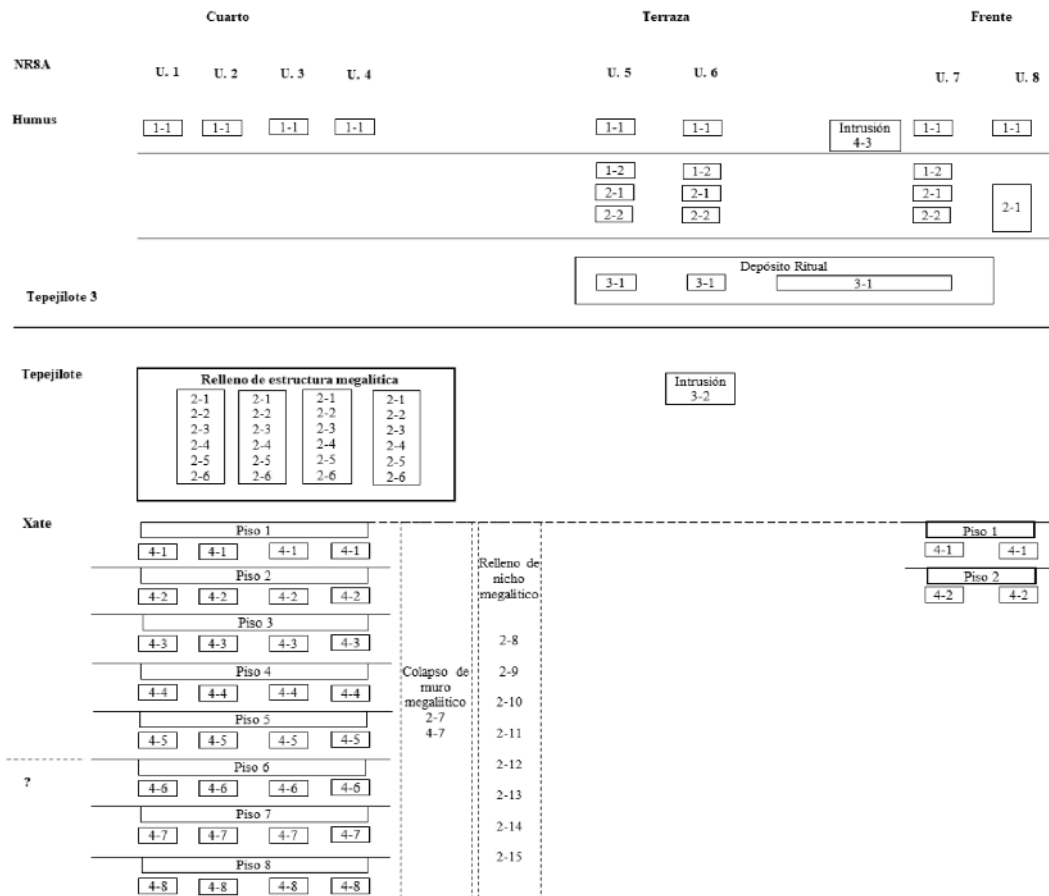 Cuarto Terraza Frente
NR8A
U. 1 U. 2 U. 3 U. 4 U. 5 U. 6 U. 7 U. 8
Humus
1-1 1-1 1-1 1-1 1-1 1-1 Intrusión 1-1 1-1
4-3
1-2 1-2 1-2
2-1 2-1 2-1 2-1
2-2 2-2 2-2
Depósito Ritual
3-1 3-1 3-1
Tepejilote 3
Tepejilote
Relleno de estructura megalítica
Intrusión
3-2
2-1 2-1 2-1 2-1
2-2 2-2 2-2 2-2
2-3 2-3 2-3 2-3
2-4 2-4 2-4 2-4
2-5 2-5 2-5 2-5
2-6 2-6 2-6 2-6
Xate
Piso 1 Piso 1
4-1 4-1 4-1 4-1 4-1 4-1
Piso 2 Piso 2
4-2 4-2 4-2 4-2 4-2 4-2
Piso 3
4-3 4-3 4-3 4-3
Piso 4
4-4 4-4 4-4 4-4
Piso 5
4-5 4-5 4-5 4-5
?
Piso 6
4-6 4-6 4-6 4-6
Piso 7
4-7 4-7 4-7 4-7
Piso 8
4-8 4-8 4-8 4-8
Colapso de
muro
megaliítico
2-7
4-7
Relleno de
nicho
megalítico
2-8
2-9
2-10
2-11
2-12
2-13
2-14
2-15